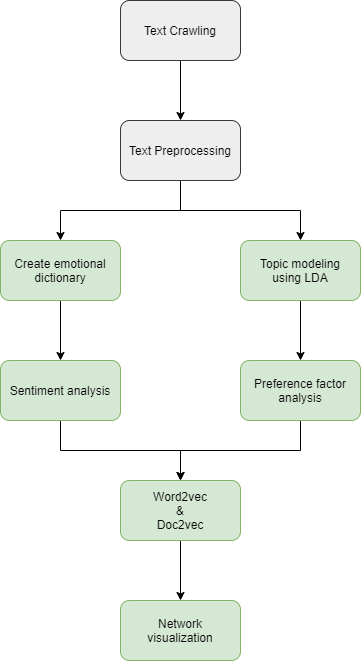 Text Crawling
Text Preprocessing
Create emotional
dictionary
Topic modeling
using LDA
Sentiment analysis
Preference factor
analysis
Word2vec
&
Doc2vec
Network
visualization